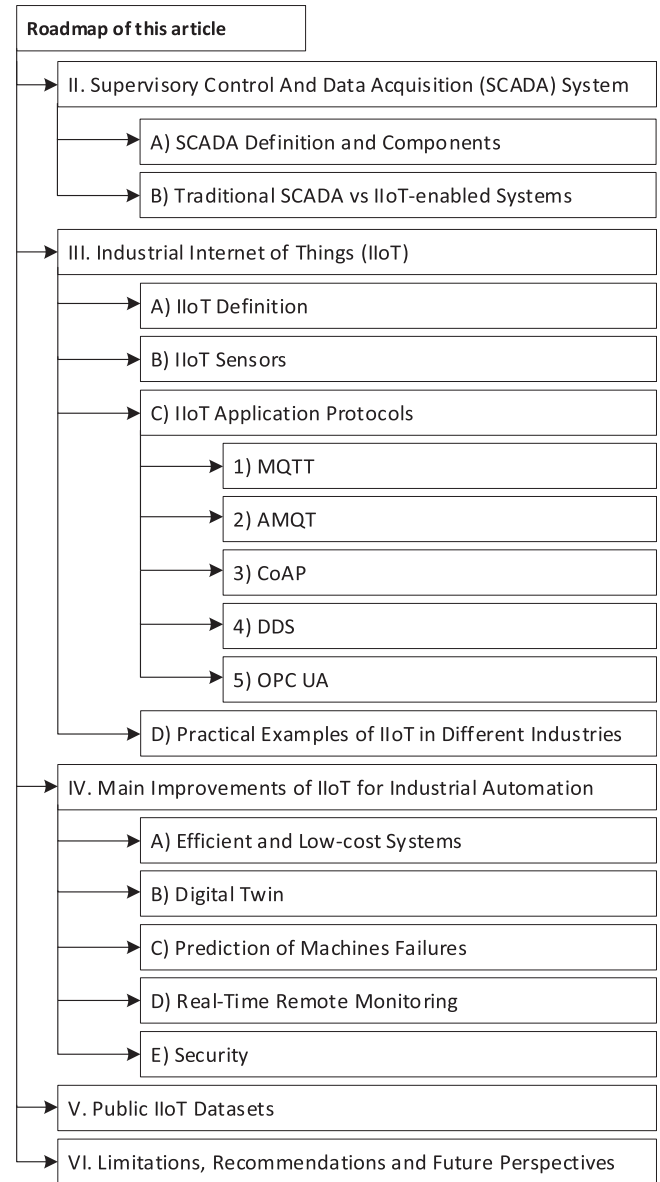 Roadmap of this article
II. Supervisory Control And Data Acquisition (SCADA) System
A) SCADA Definition and Components
B) Traditional SCADA vs IIoT-enabled Systems
III. Industrial Internet of Things (IIoT)
A) IIoT Definition
B) IIoT Sensors
C) IIoT Application Protocols
1) MQTT
2) AMQT
3) CoAP
4) DDS
5) OPC UA
D) Practical Examples of IIoT in Different Industries
IV. Main Improvements of IIoT for Industrial Automation
A) Efficient and Low-cost Systems
B) Digital Twin
C) Prediction of Machines Failures
D) Real-Time Remote Monitoring
E) Security
V. Public IIoT Datasets
VI. Limitations, Recommendations and Future Perspectives